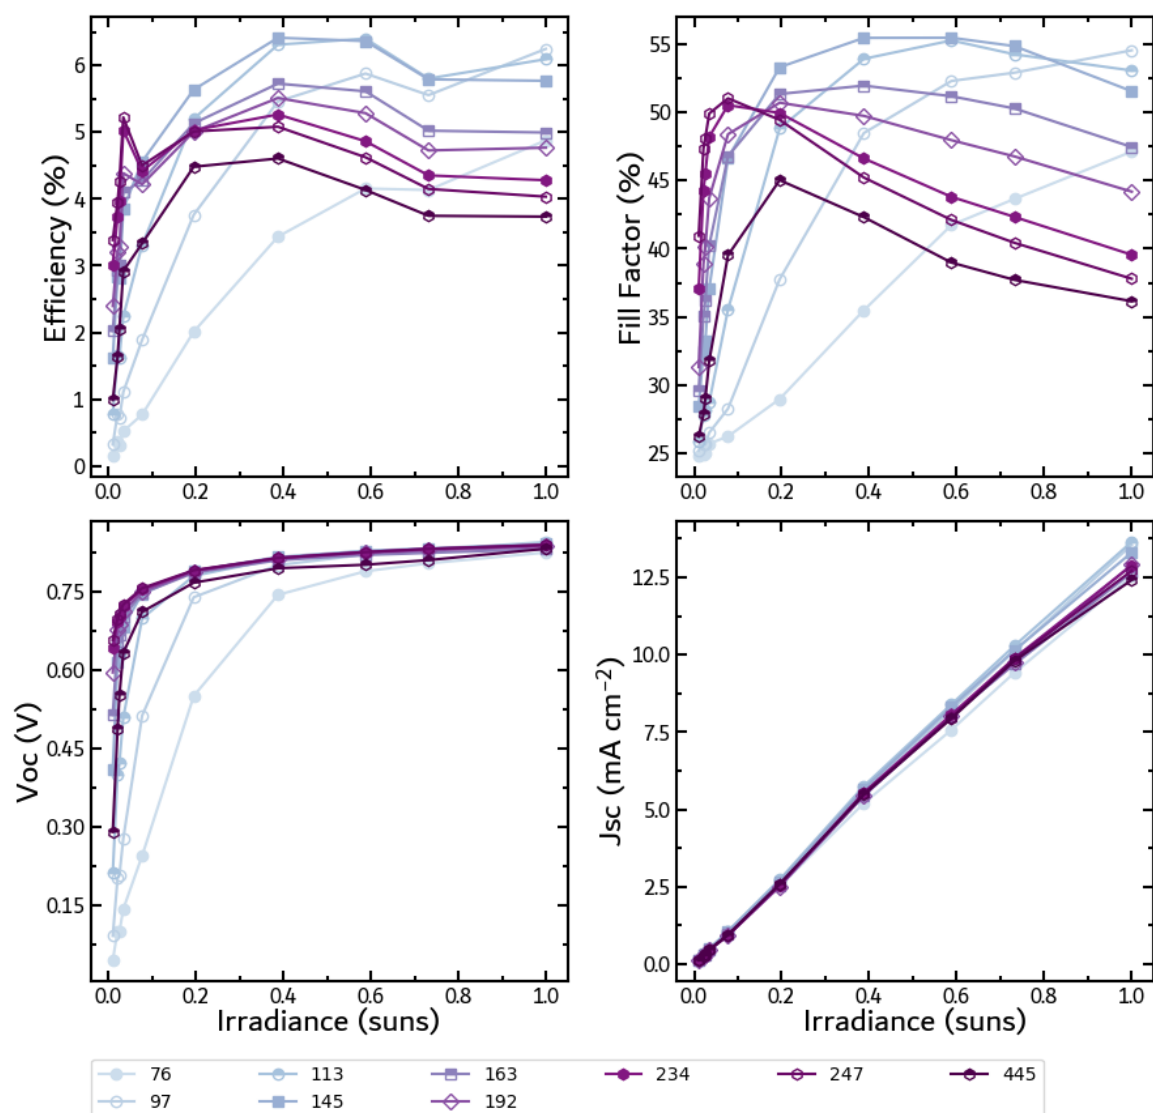 Efficiency (%)
6
5
4
3
2
1
0
0.0 0.2 0.4 0.6 0.8 1.0
Fill Factor (%)
55
50
45
40
35
30
25
0.0 0.2 0.4 0.6 0.8 1.0
Voc (V)
0.75
0.60
0.45
0.30
0.15
0.0 0.2 0.4 0.6 0.8 1.0
Irradiance (suns)
Jsc (mA cm⁻²)
12.5
10.0
7.5
5.0
2.5
0.0
0.0 0.2 0.4 0.6 0.8 1.0
Irradiance (suns)
76 113 163 234 247 445
97 145 192